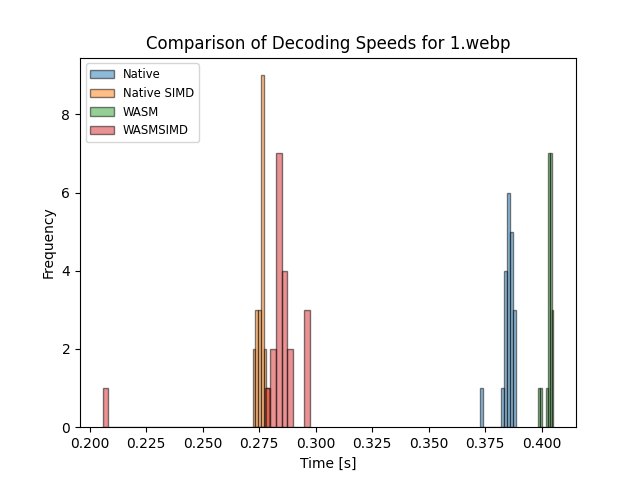 Comparison of Decoding Speeds for 1.webp
Native
Native SIMD
WASM
WASMSIMD
8
6
4
2
0
Frequency
0.200 0.225 0.250 0.275 0.300 0.325 0.350 0.375 0.400
Time [s]